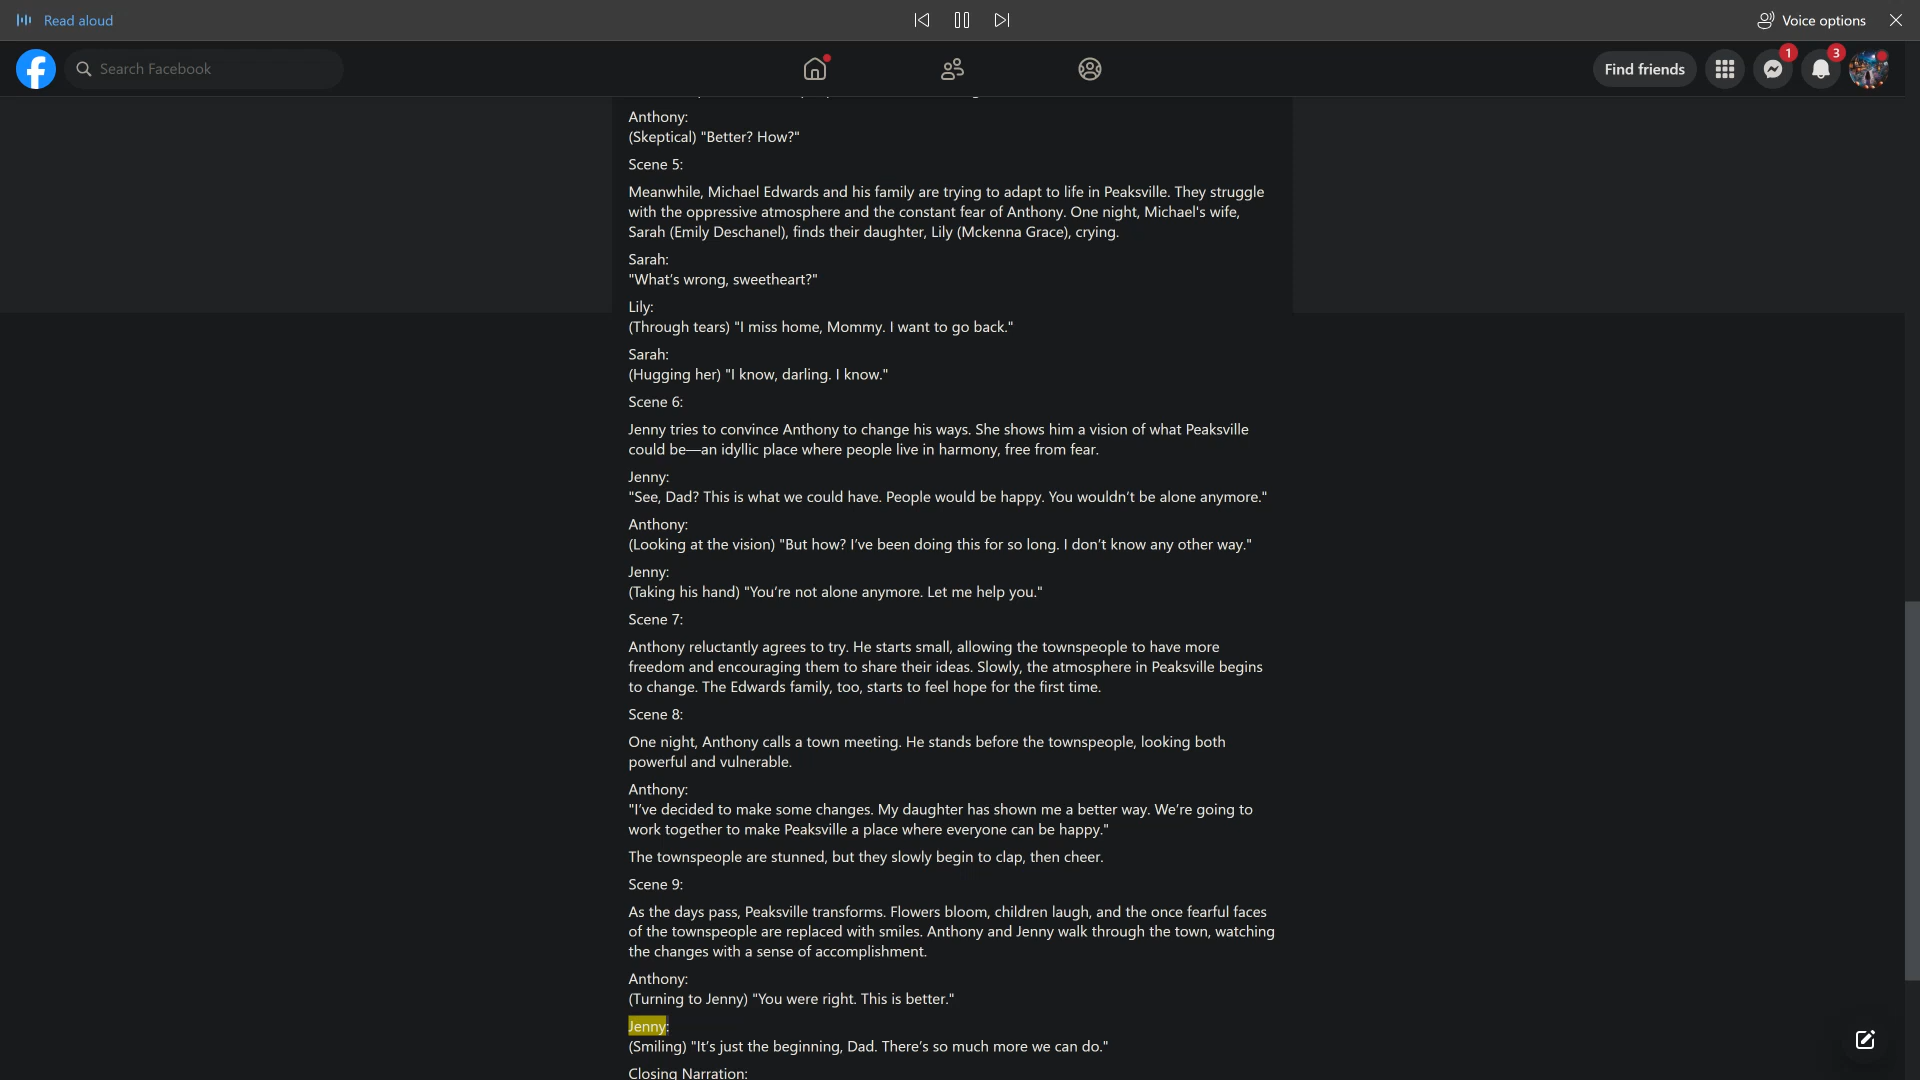 Read aloud
Voice options
Search Facebook
Find friends
1
3
Anthony:
(Skeptical) "Better? How?"
Scene 5:
Meanwhile, Michael Edwards and his family are trying to adapt to life in Peaksville. They struggle
with the oppressive atmosphere and the constant fear of Anthony. One night, Michael's wife,
Sarah (Emily Deschanel), finds their daughter, Lily (Mckenna Grace), crying.
Sarah:
"What's wrong, sweetheart?"
Lily:
(Through tears) "I miss home, Mommy. I want to go back."
Sarah:
(Hugging her) "I know, darling. I know."
Scene 6:
Jenny tries to convince Anthony to change his ways. She shows him a vision of what Peaksville
could be—an idyllic place where people live in harmony, free from fear.
Jenny:
"See, Dad? This is what we could have. People would be happy. You wouldn't be alone anymore."
Anthony:
(Looking at the vision) "But how? I've been doing this for so long. I don't know any other way."
Jenny:
(Taking his hand) "You're not alone anymore. Let me help you."
Scene 7:
Anthony reluctantly agrees to try. He starts small, allowing the townspeople to have more
freedom and encouraging them to share their ideas. Slowly, the atmosphere in Peaksville begins
to change. The Edwards family, too, starts to feel hope for the first time.
Scene 8:
One night, Anthony calls a town meeting. He stands before the townspeople, looking both
powerful and vulnerable.
Anthony:
"I've decided to make some changes. My daughter has shown me a better way. We're going to
work together to make Peaksville a place where everyone can be happy."
The townspeople are stunned, but they slowly begin to clap, then cheer.
Scene 9:
As the days pass, Peaksville transforms. Flowers bloom, children laugh, and the once fearful faces
of the townspeople are replaced with smiles. Anthony and Jenny walk through the town, watching
the changes with a sense of accomplishment.
Anthony:
(Turning to Jenny) "You were right. This is better."
Jenny:
(Smiling) "It's just the beginning, Dad. There's so much more we can do."
Closing Narration: